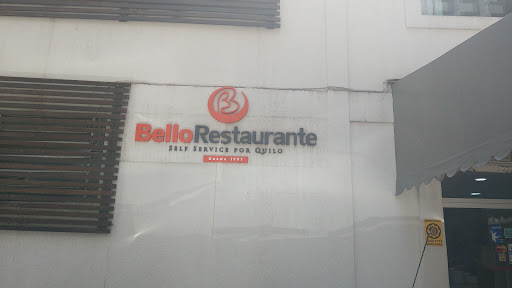 B
BelloRestaurante
SELF SERVICE POR QUILO